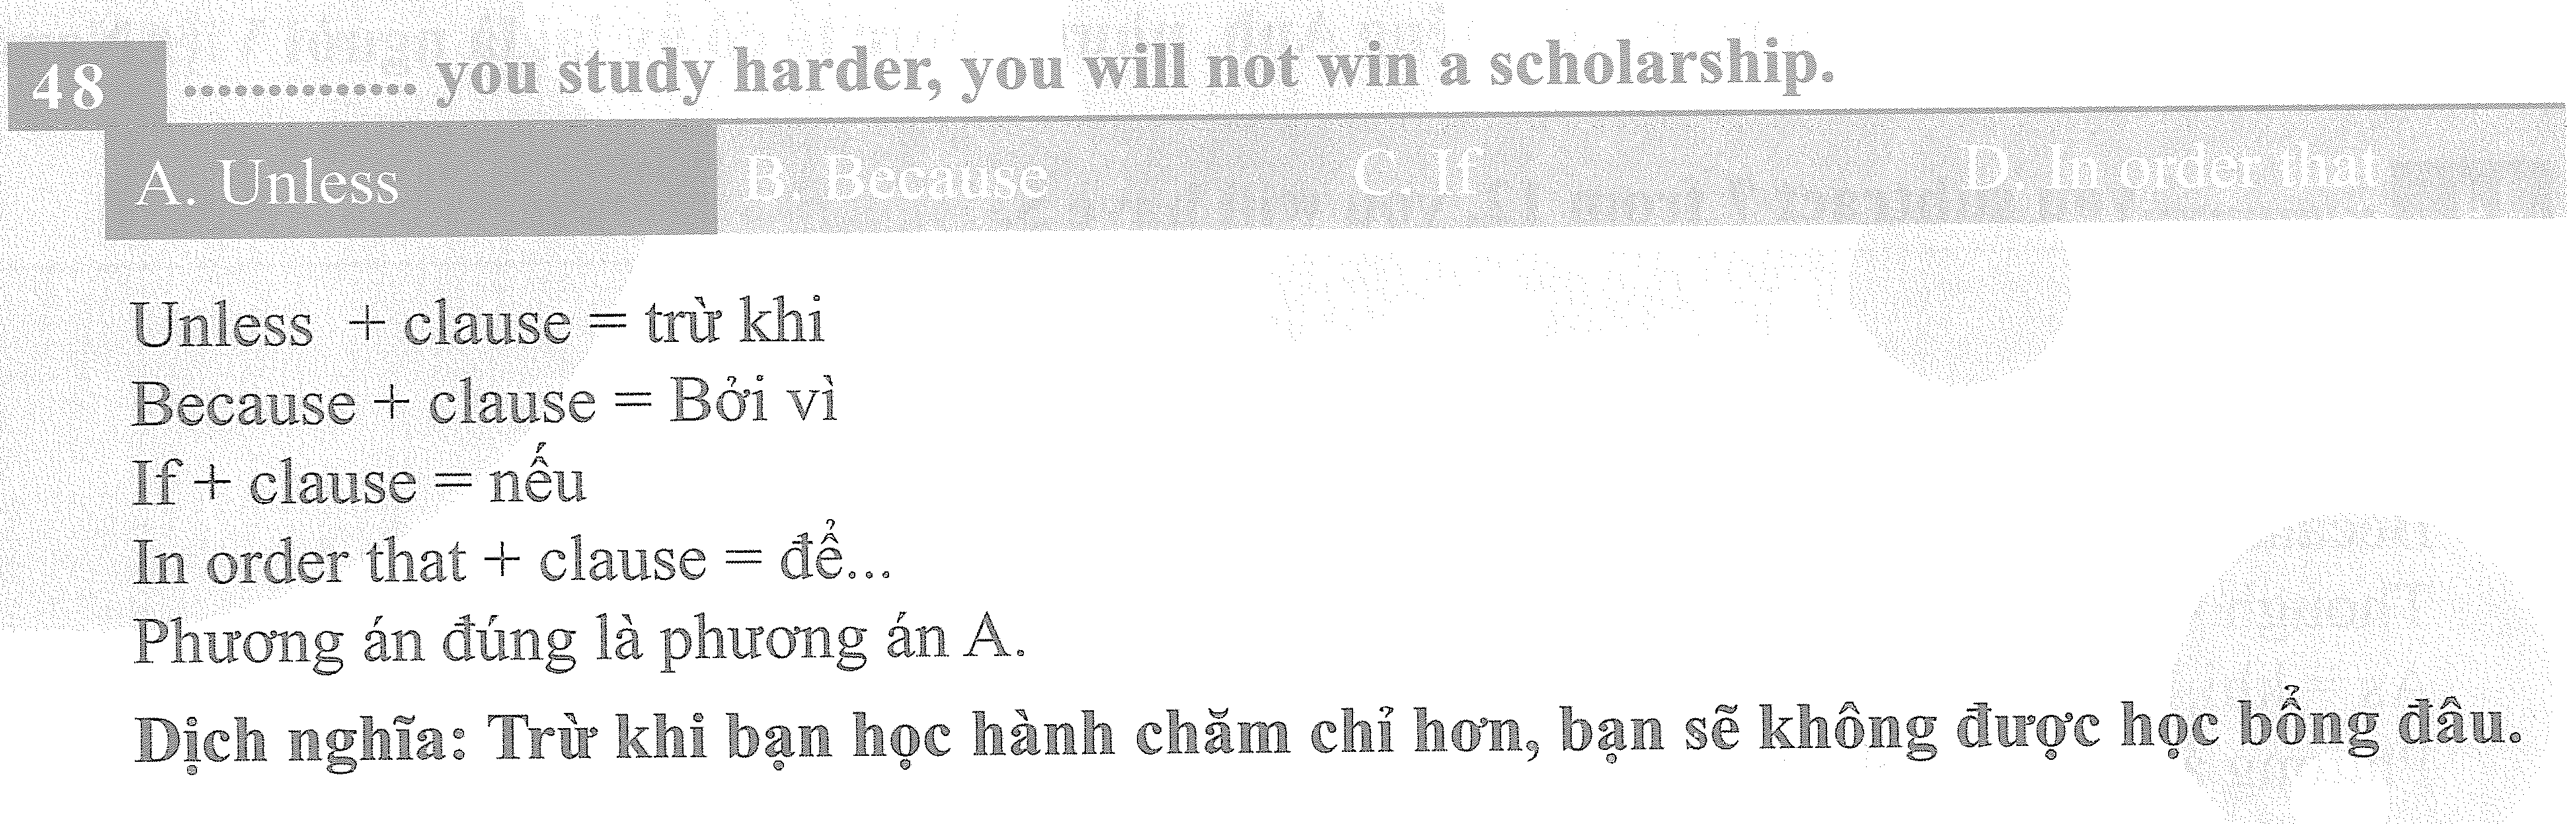 48 .............. you study harder, you will not win a scholarship.
A. Unless B. Because C. If D. In order that
Unless + clause = trừ khi
Because + clause = Bởi vì
If + clause = nếu
In order that + clause = để...
Phương án đúng là phương án A.
Dịch nghĩa: Trừ khi bạn học hành chăm chỉ hơn, bạn sẽ không được học bổng đâu.